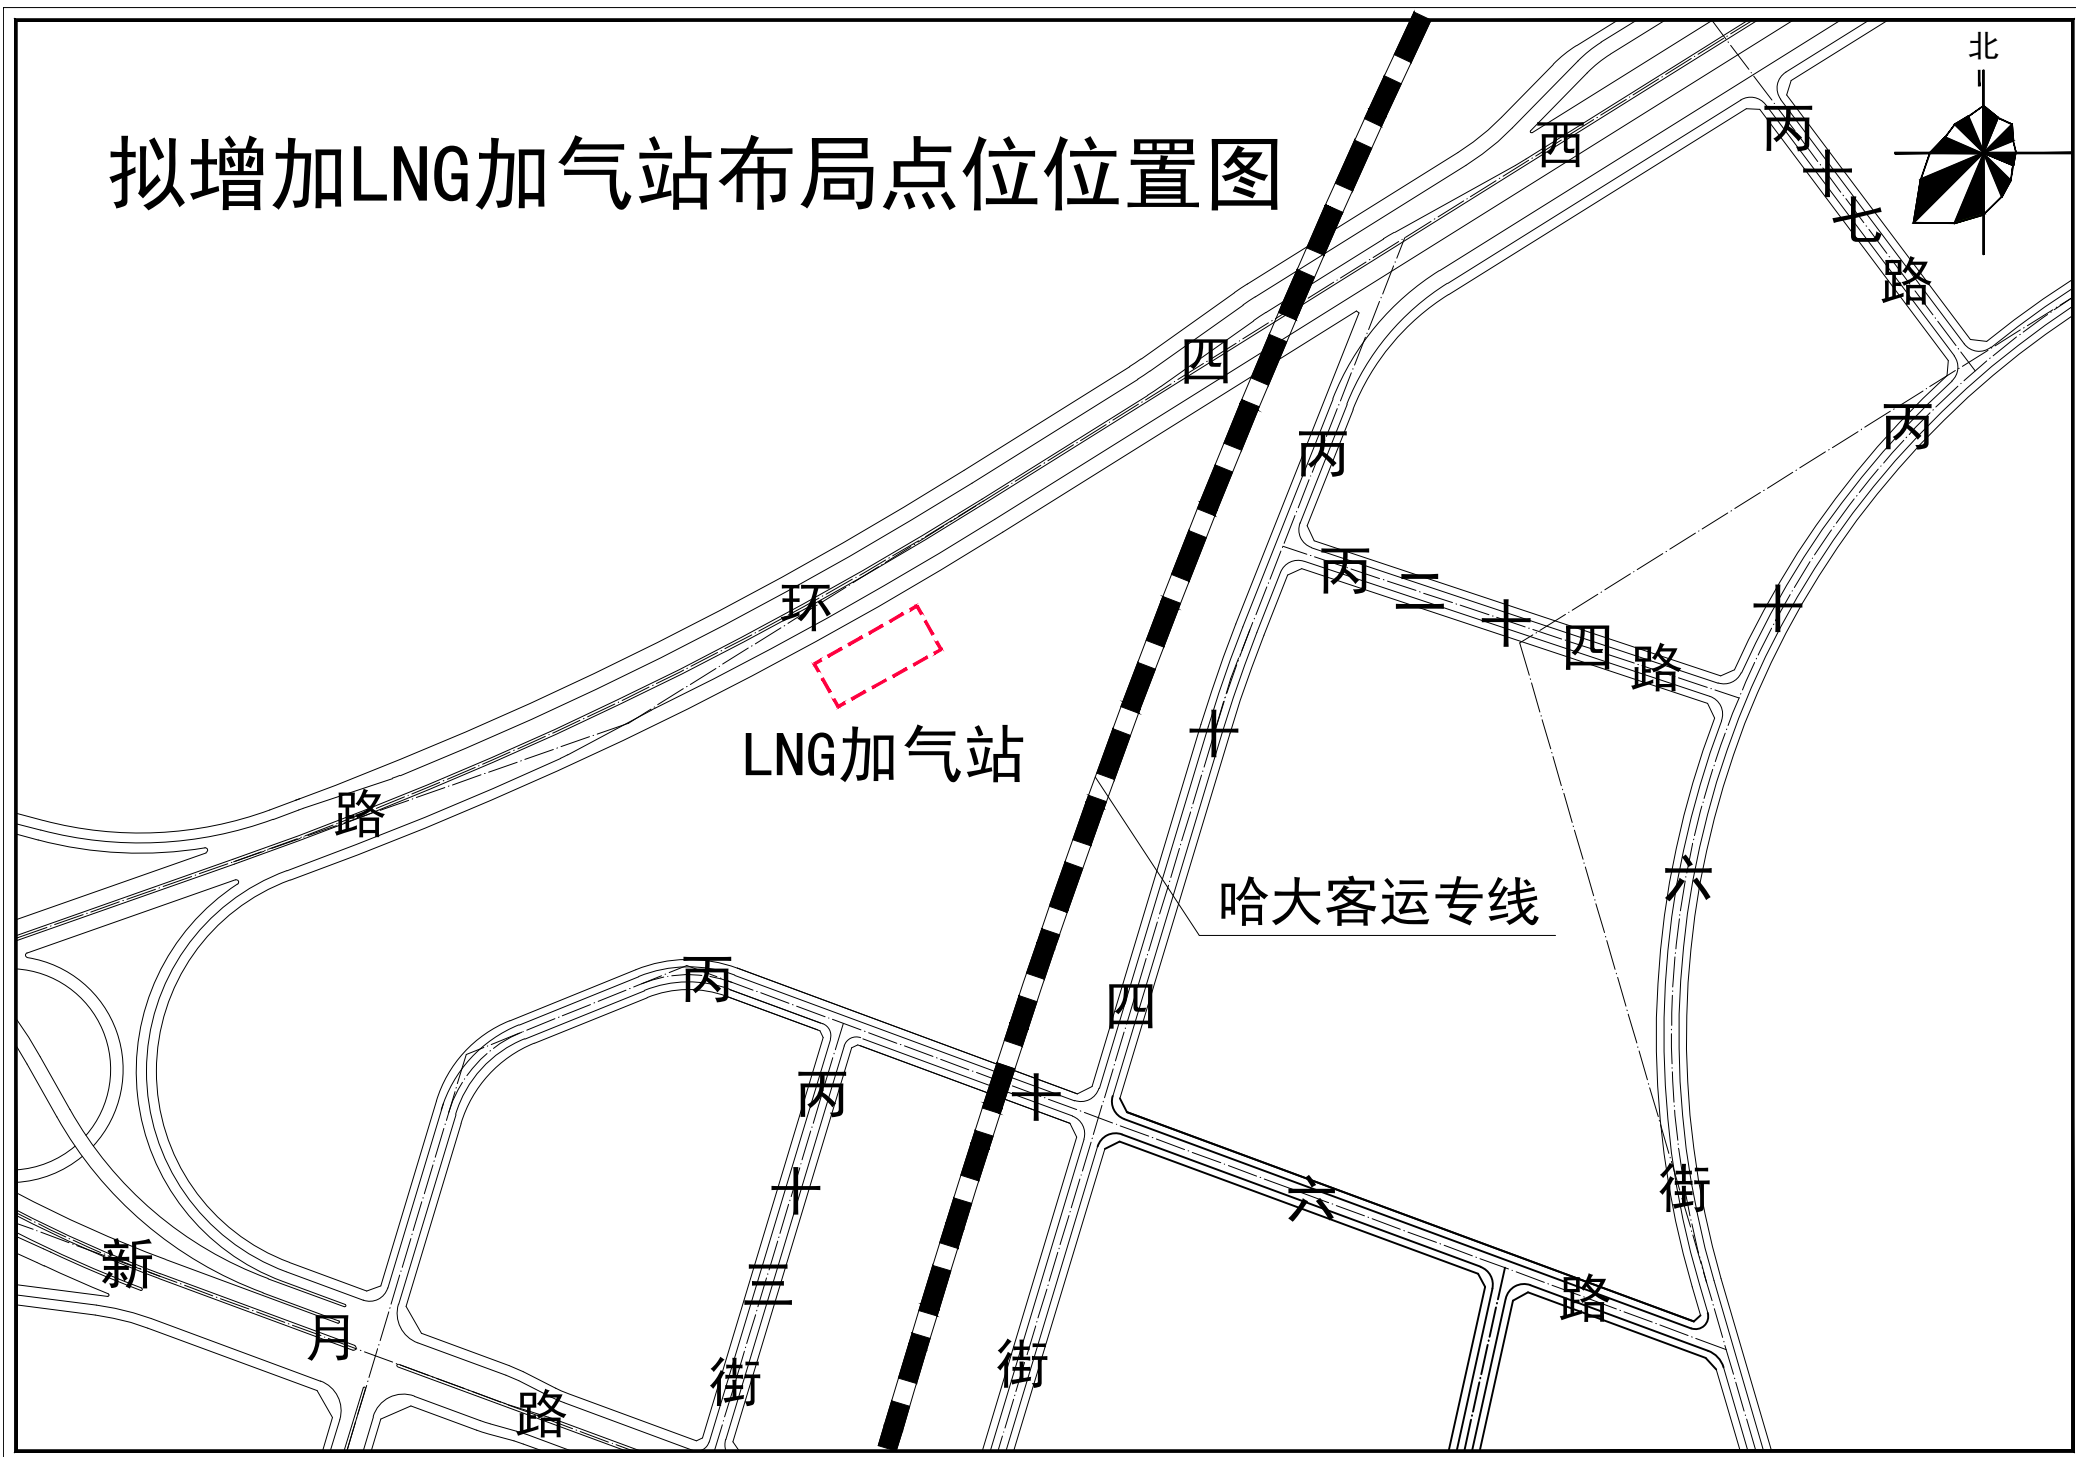 北
拟增加LNG加气站布局点位位置图
西四环路
丙十七路
丙十四街
丙二十四路
丙十六街
LNG加气站
哈大客运专线
丙十六路
丙十三街
新月路